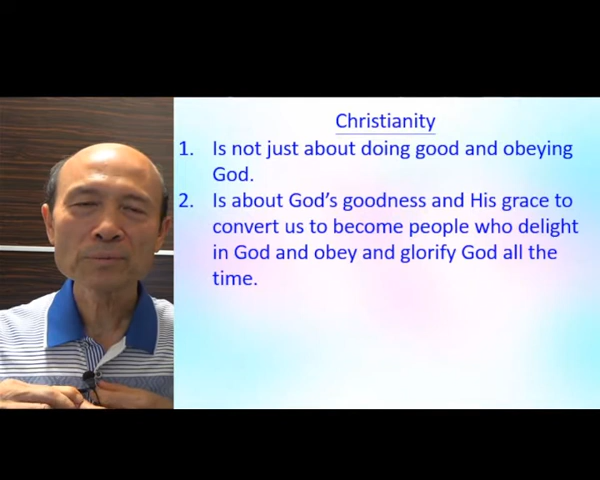 Christianity
1. Is not just about doing good and obeying
God.
2. Is about God's goodness and His grace to
convert us to become people who delight
in God and obey and glorify God all the
time.